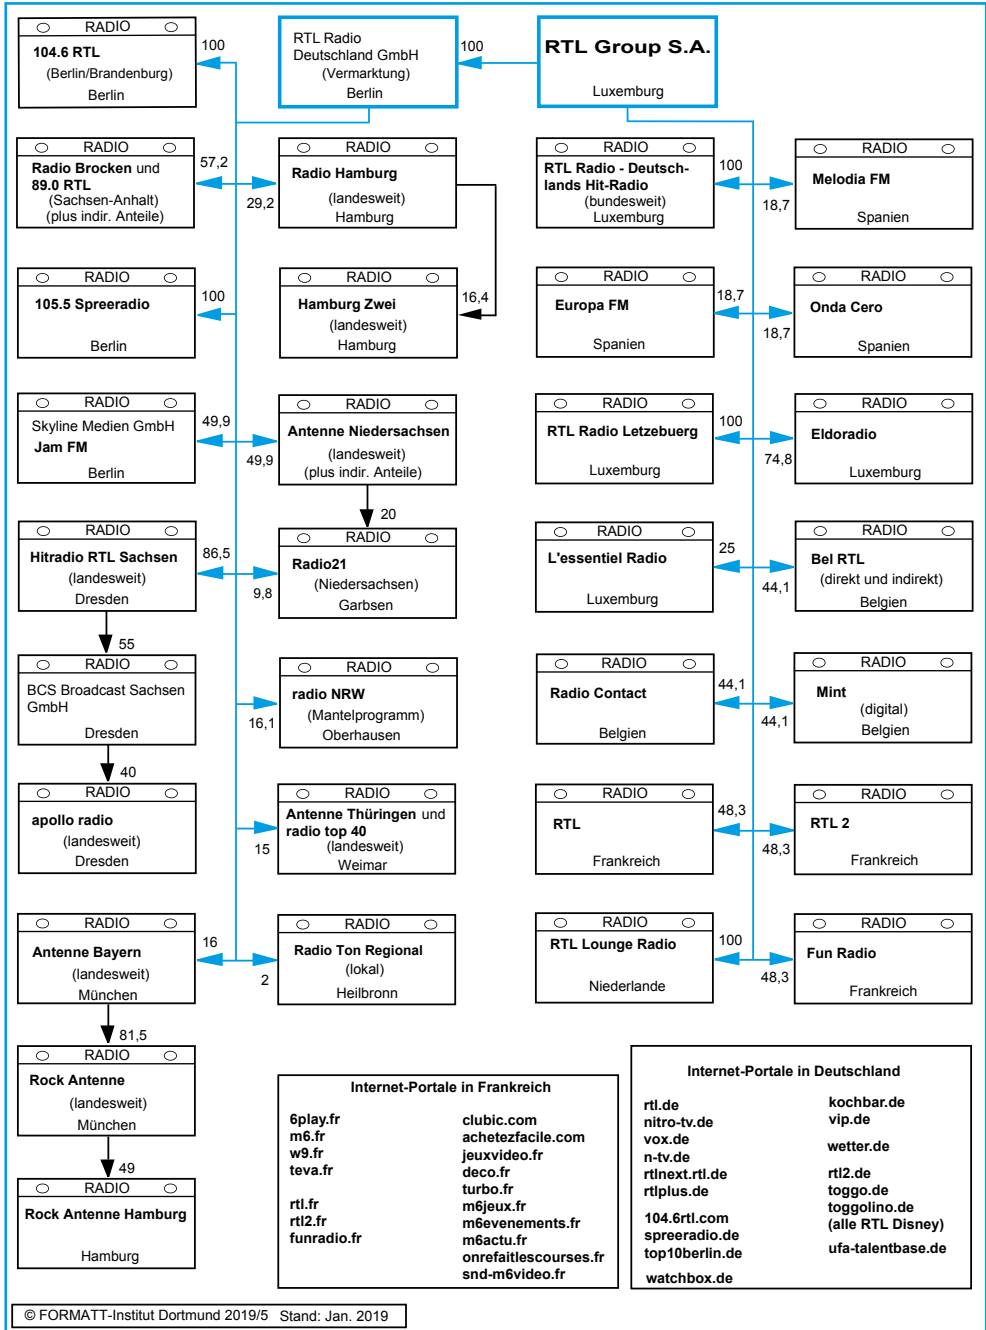 RADIO
104.6 RTL
(Berlin/Brandenburg)
Berlin
100
RTL Radio
Deutschland GmbH
(Vermarktung)
Berlin
100
RTL Group S.A.
Luxemburg
RADIO
Radio Brocken und
89.0 RTL
(Sachsen-Anhalt)
(plus indir. Anteile)
57,2
29,2
RADIO
Radio Hamburg
(landesweit)
Hamburg
RADIO
RTL Radio - Deutsch-
lands Hit-Radio
(bundesweit)
Luxemburg
100
18,7
RADIO
Melodia FM
Spanien
RADIO
105.5 Spreeradio
Berlin
100
RADIO
Hamburg Zwei
(landesweit)
Hamburg
16,4
RADIO
Europa FM
Spanien
18,7
18,7
RADIO
Onda Cero
Spanien
RADIO
Skyline Medien GmbH
Jam FM
Berlin
49,9
49,9
RADIO
Antenne Niedersachsen
(landesweit)
(plus indir. Anteile)
20
RADIO
RTL Radio Letzebuerg
Luxemburg
100
74,8
RADIO
Eldoradio
Luxemburg
RADIO
Hitradio RTL Sachsen
(landesweit)
Dresden
55
86,5
9,8
RADIO
Radio21
(Niedersachsen)
Garbsen
RADIO
L'essentiel Radio
Luxemburg
25
44,1
RADIO
Bel RTL
(direkt und indirekt)
Belgien
RADIO
BCS Broadcast Sachsen
GmbH
Dresden
40
16,1
RADIO
radio NRW
(Mantelprogramm)
Oberhausen
RADIO
Radio Contact
Belgien
44,1
44,1
RADIO
Mint
(digital)
Belgien
RADIO
apollo radio
(landesweit)
Dresden
15
RADIO
Antenne Thüringen und
radio top 40
(landesweit)
Weimar
RADIO
RTL
Frankreich
48,3
48,3
RADIO
RTL 2
Frankreich
RADIO
Antenne Bayern
(landesweit)
München
81,5
16
2
RADIO
Radio Ton Regional
(lokal)
Heilbronn
RADIO
RTL Lounge Radio
Niederlande
100
48,3
RADIO
Fun Radio
Frankreich
RADIO
Rock Antenne
(landesweit)
München
49
RADIO
Rock Antenne Hamburg
Hamburg
Internet-Portale in Frankreich
6play.fr
m6.fr
w9.fr
teva.fr
rtl.fr
rtl2.fr
funradio.fr
clubic.com
achetezfacile.com
jeuxvideo.fr
deco.fr
turbo.fr
m6jeux.fr
m6evenements.fr
m6actu.fr
onrefaitlescourses.fr
snd-m6video.fr
Internet-Portale in Deutschland
rtl.de
nitro-tv.de
vox.de
n-tv.de
rtlnext.rtl.de
rtlplus.de
104.6rtl.com
spreeradio.de
top10berlin.de
watchbox.de
kochbar.de
vip.de
wetter.de
rtl2.de
toggo.de
toggolino.de
(alle RTL Disney)
ufa-talentbase.de
© FORMATT-Institut Dortmund 2019/5 Stand: Jan. 2019